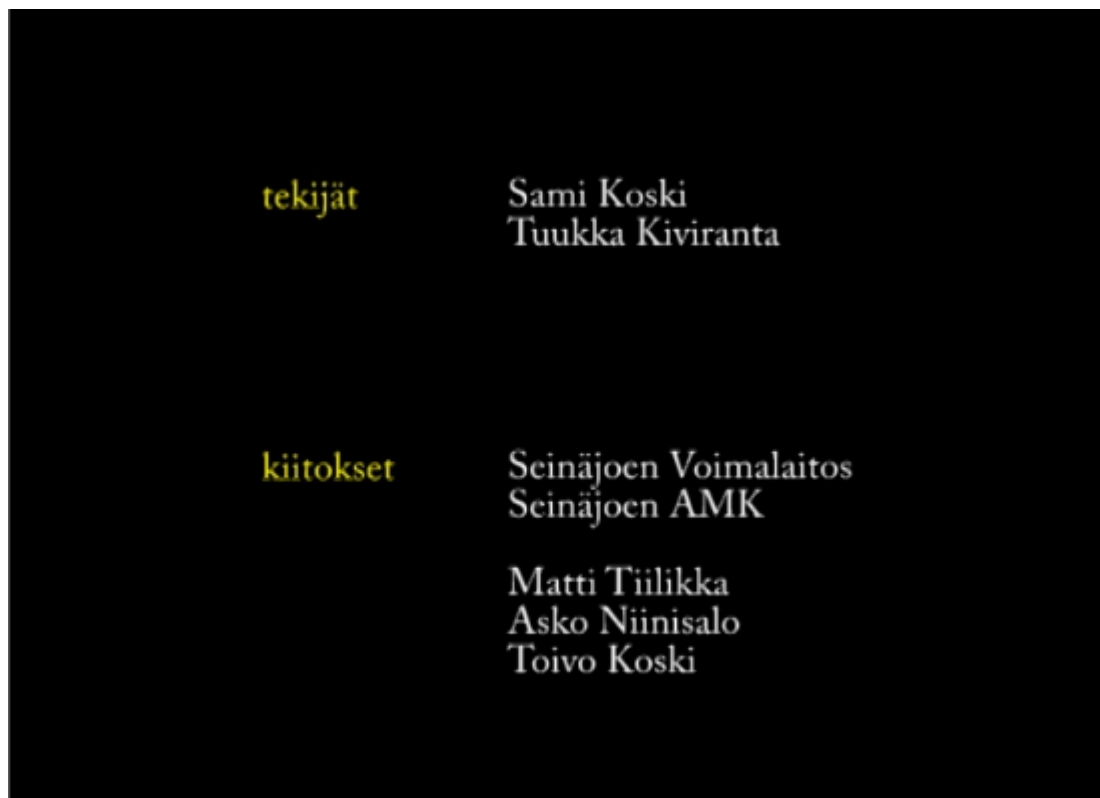 tekijät Sami Koski
Tuukka Kiviranta
kiitokset Seinäjoen Voimalaitos
Seinäjoen AMK
Matti Tiilikka
Asko Niinisalo
Toivo Koski